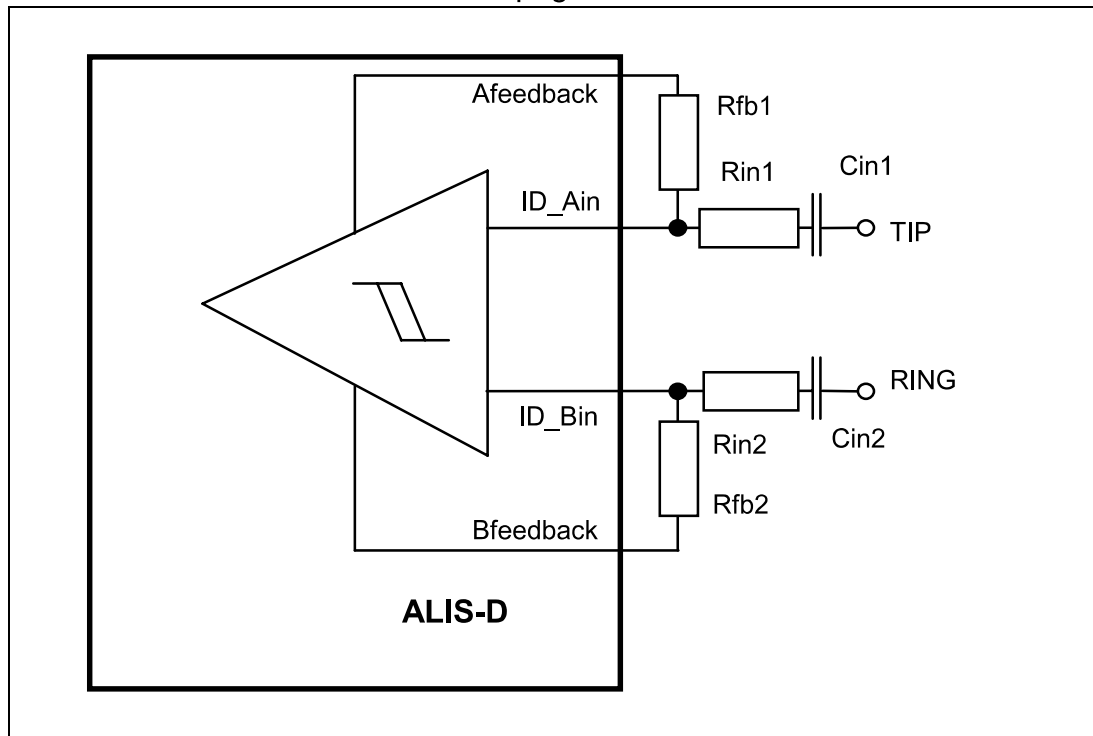 Afeedback
Rfb1
Rin1
Cin1
ID_Ain
TIP
RING
ID_Bin
Rin2
Cin2
Rfb2
Bfeedback
ALIS-D